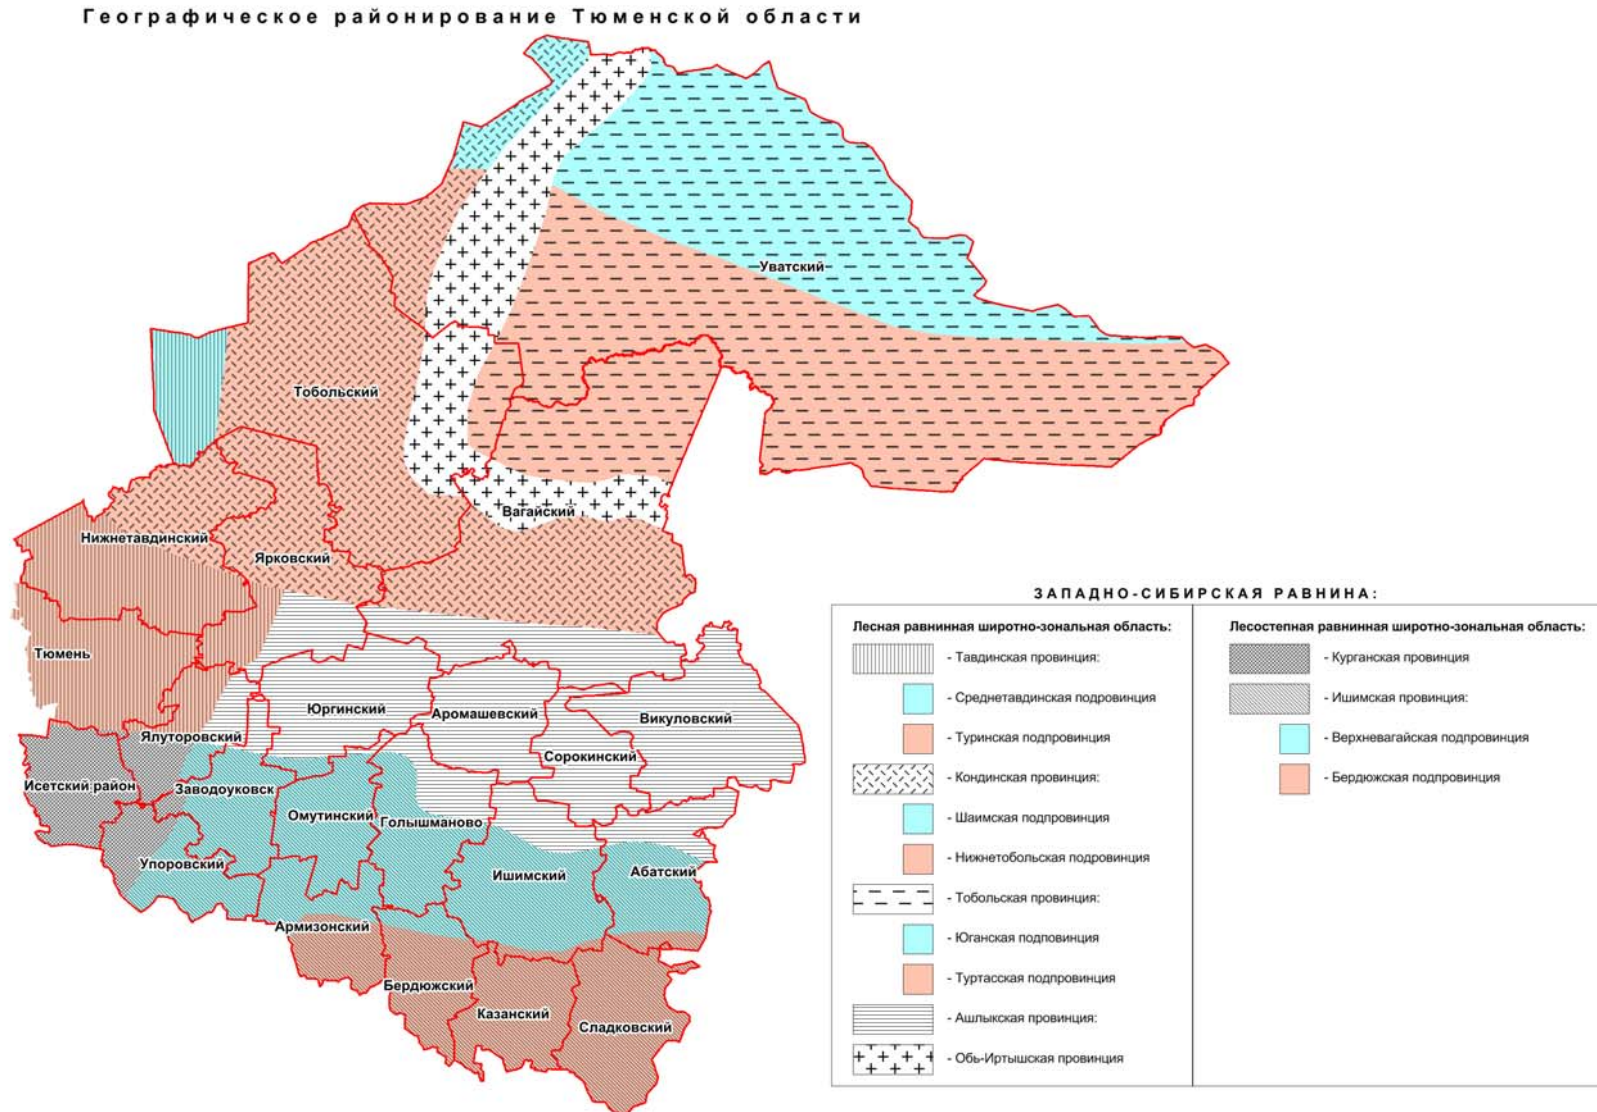 Географическое районирование Тюменской области
Уватский
Тобольский
Вагайский
Нижнетавдинский
Ярковский
Тюмень
Юргинский
Аромашевский
Викуловский
Ялуторовский
Сорокинский
Исетский район
Заводоуковск
Омутинский
Голышманово
Упоровский
Ишимский
Абатский
Армизонский
Бердюжский
Казанский
Сладковский
ЗАПАДНО-СИБИРСКАЯ РАВНИНА:
Лесная равнинная широтно-зональная область:
- Тавдинская провинция:
- Среднетавдинская подровинция
- Туринская подпровинция
- Кондинская провинция:
- Шаимская подпровинция
- Нижнетобольская подровинция
- Тобольская провинция:
- Юганская подповинция
- Туртасская подпровинция
- Ашлыкская провинция:
- Обь-Иртышская провинция
Лесостепная равнинная широтно-зональная область:
- Курганская провинция
- Ишимская провинция:
- Верхневагайская подпровинция
- Бердюжская подпровинция